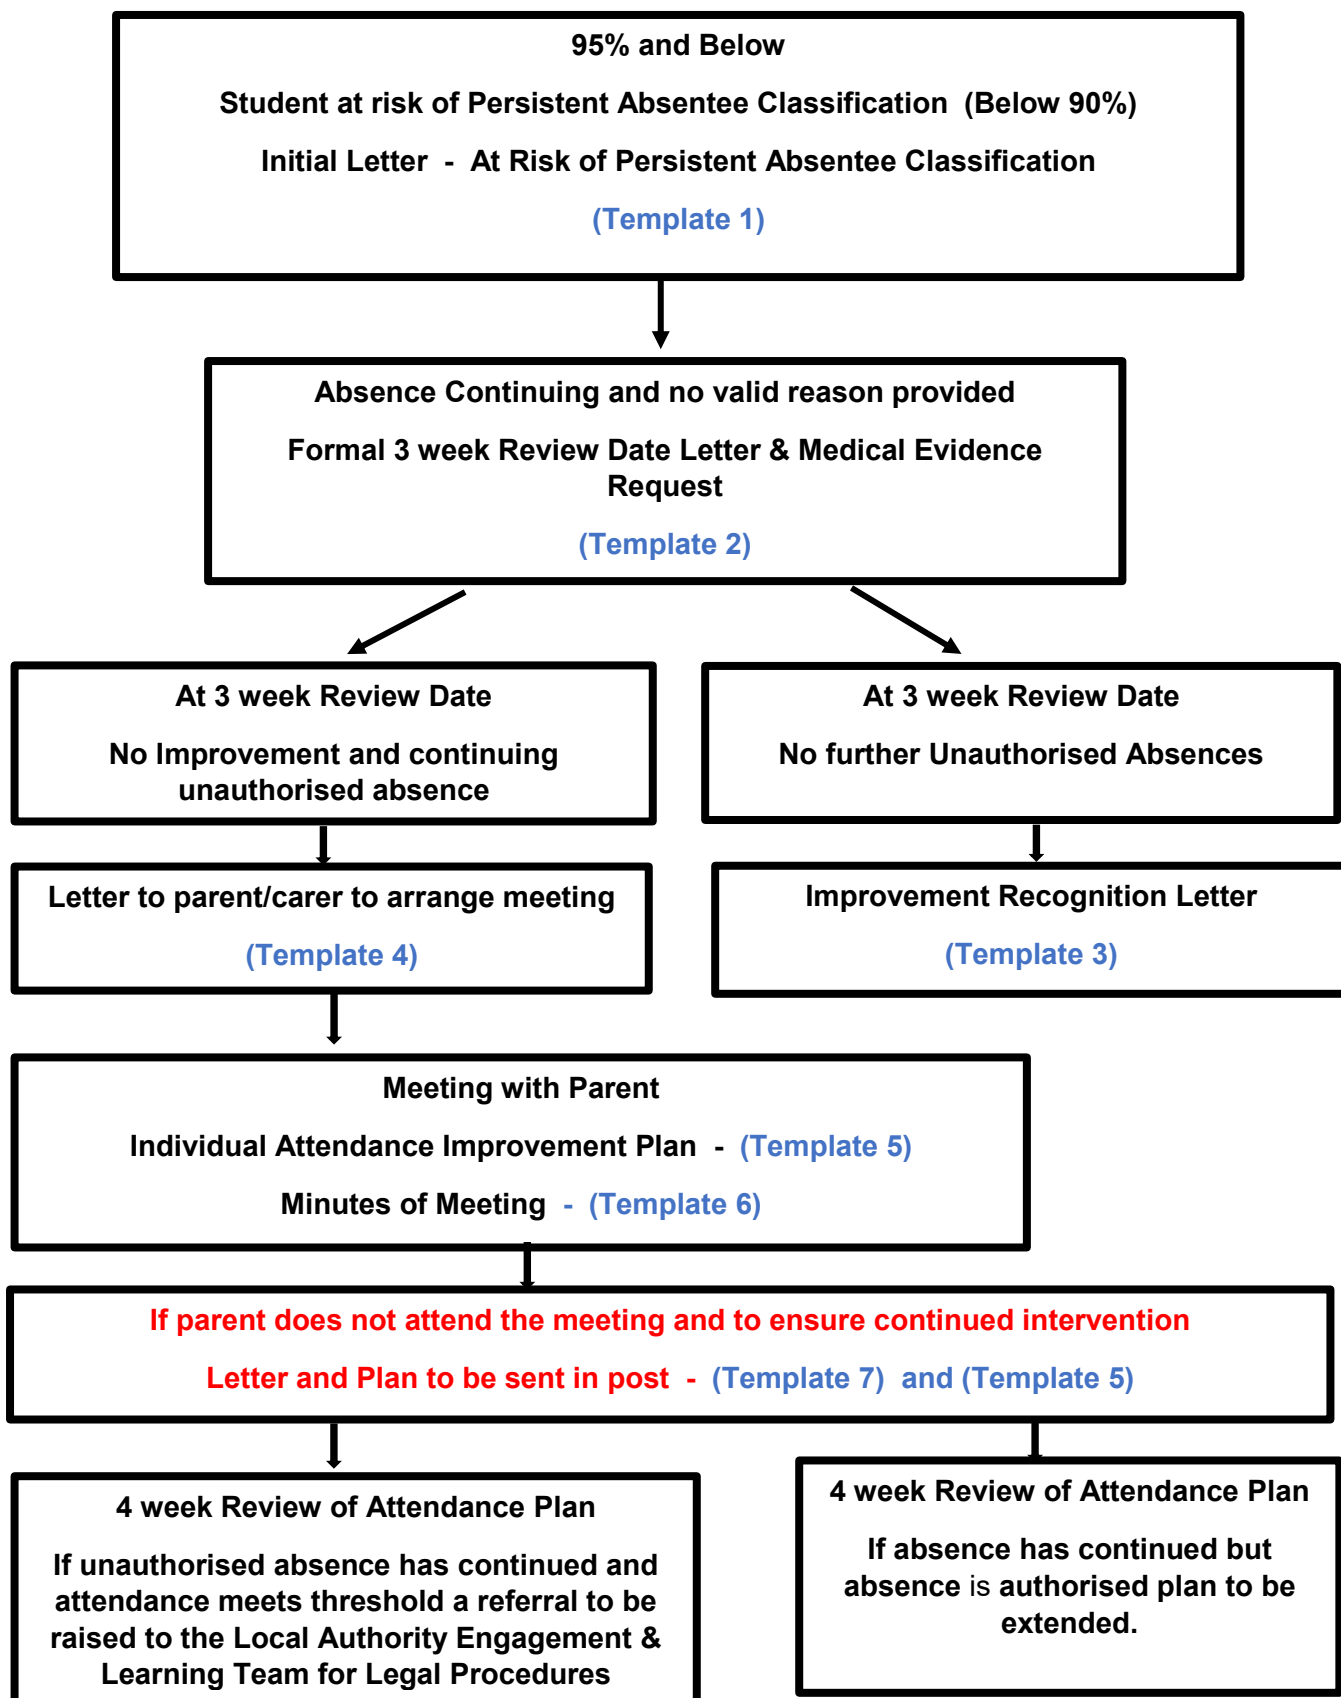 95% and Below
Student at risk of Persistent Absentee Classification (Below 90%)
Initial Letter - At Risk of Persistent Absentee Classification
(Template 1)
Absence Continuing and no valid reason provided
Formal 3 week Review Date Letter & Medical Evidence
Request
(Template 2)
At 3 week Review Date
No Improvement and continuing
unauthorised absence
At 3 week Review Date
No further Unauthorised Absences
Letter to parent/carer to arrange meeting
(Template 4)
Improvement Recognition Letter
(Template 3)
Meeting with Parent
Individual Attendance Improvement Plan - (Template 5)
Minutes of Meeting - (Template 6)
If parent does not attend the meeting and to ensure continued intervention
Letter and Plan to be sent in post - (Template 7) and (Template 5)
4 week Review of Attendance Plan
If unauthorised absence has continued and
attendance meets threshold a referral to be
raised to the Local Authority Engagement &
Learning Team for Legal Procedures
4 week Review of Attendance Plan
If absence has continued but
absence is authorised plan to be
extended.